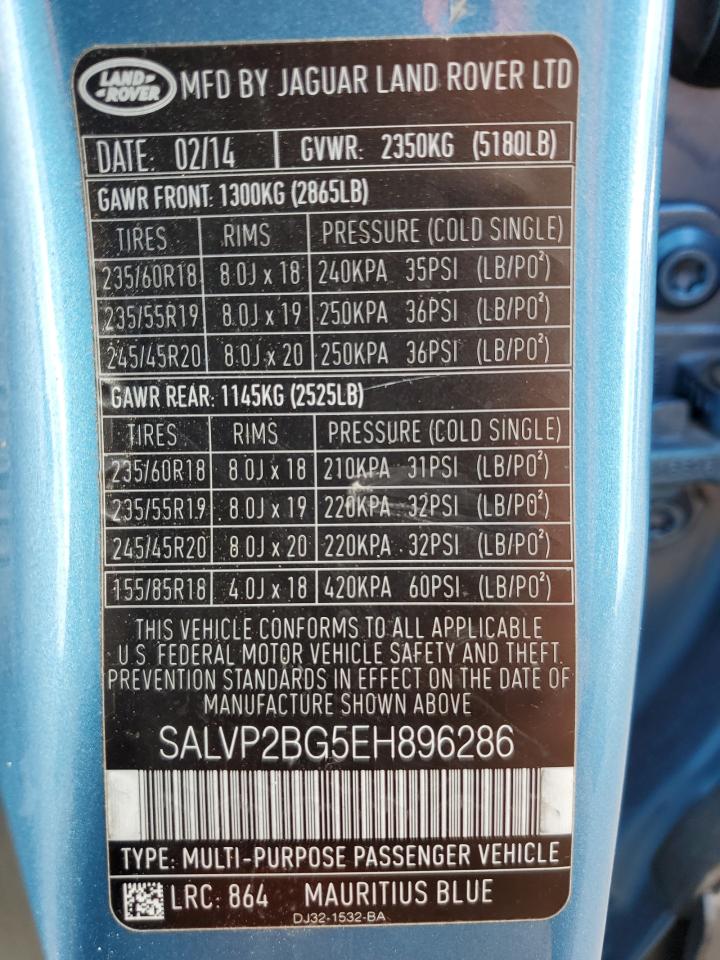 LAND-
ROVER
MFD BY JAGUAR LAND ROVER LTD
DATE: 02/14 GVWR: 2350KG (5180LB)
GAWR FRONT: 1300KG (2865LB)
TIRES RIMS PRESSURE (COLD SINGLE)
235/60R18 8.0J x 18 240KPA 35PSI (LB/PO²)
235/55R19 8.0J x 19 250KPA 36PSI (LB/PO²)
245/45R20 8.0J x 20 250KPA 36PSI (LB/PO²)
GAWR REAR: 1145KG (2525LB)
TIRES RIMS PRESSURE (COLD SINGLE)
235/60R18 8.0J x 18 210KPA 31PSI (LB/PO²)
235/55R19 8.0J x 19 220KPA 32PSI (LB/PO²)
245/45R20 8.0J x 20 220KPA 32PSI (LB/PO²)
155/85R18 4.0J x 18 420KPA 60PSI (LB/PO²)
THIS VEHICLE CONFORMS TO ALL APPLICABLE
U.S. FEDERAL MOTOR VEHICLE SAFETY AND THEFT
PREVENTION STANDARDS IN EFFECT ON THE DATE OF
MANUFACTURE SHOWN ABOVE
SALVP2BG5EH896286
TYPE: MULTI-PURPOSE PASSENGER VEHICLE
LRC: 864 MAURITIUS BLUE
DJ32-1532-BA